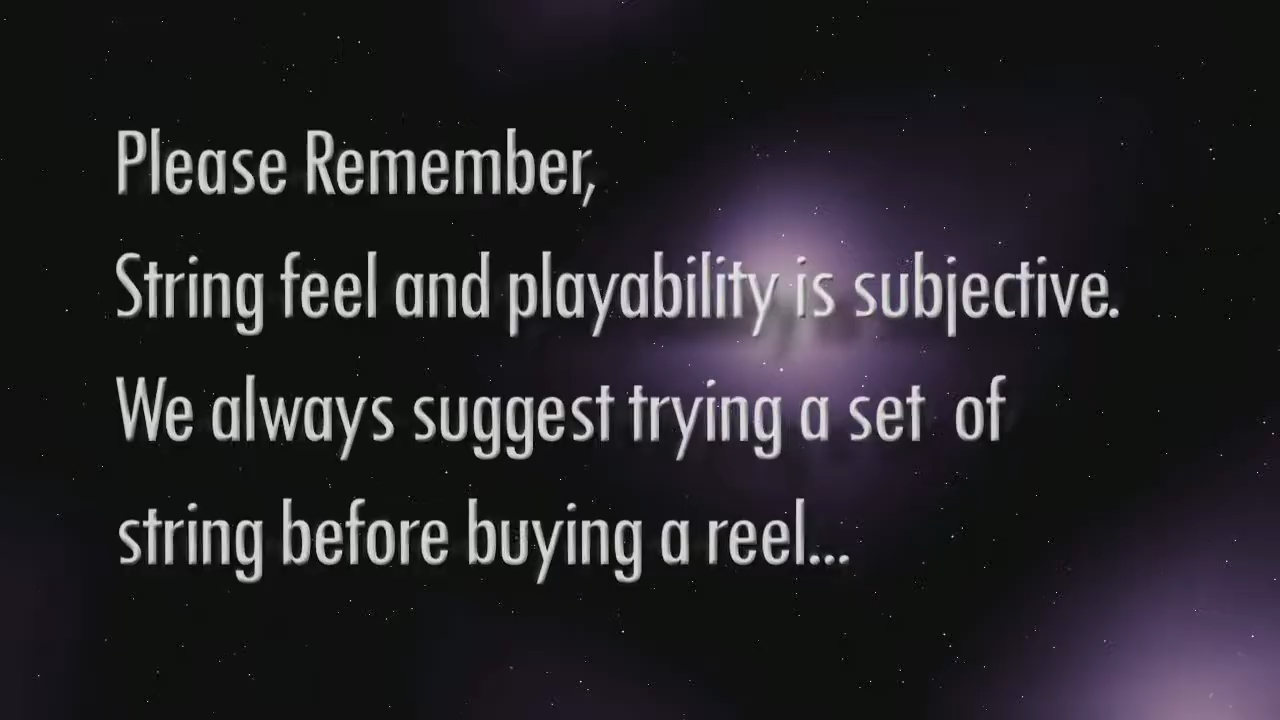 Please Remember,
String feel and playability is subjective.
We always suggest trying a set of
string before buying a reel...